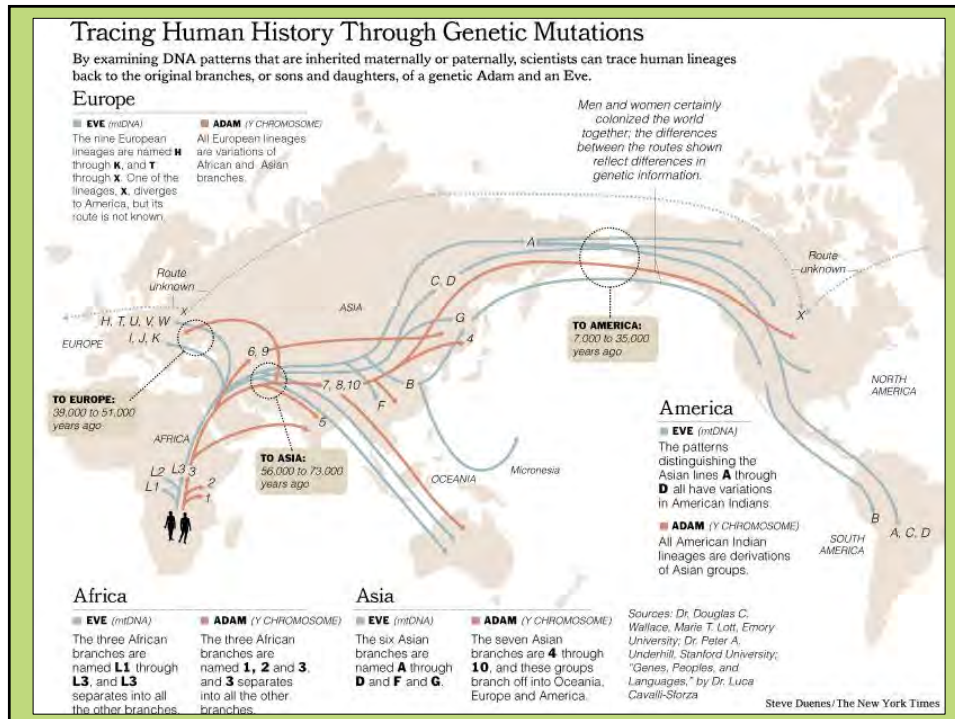 Tracing Human History Through Genetic Mutations
By examining DNA patterns that are inherited maternally or paternally, scientists can trace human lineages
back to the original branches, or sons and daughters, of a genetic Adam and an Eve.
Europe
EVE (mtDNA)
The nine European
lineages are named H
through K, and T
through X. One of the
lineages, X, diverges
to America, but its
route is not known.
ADAM (Y CHROMOSOME)
All European lineages
are variations of
African and Asian
branches.
Men and women certainly
colonized the world
together; the differences
between the routes shown
reflect differences in
genetic information.
Route
unknown
X
H, T, U, V, W
I, J, K
EUROPE
ASIA
A
C, D
G
4
6, 9
7, 8, 10
B
F
5
TO EUROPE:
39,000 to 51,000
years ago
TO ASIA:
56,000 to 73,000
years ago
TO AMERICA:
7,000 to 35,000
years ago
Route
unknown
X
NORTH
AMERICA
AFRICA
L2
L3
3
L1
2
1
OCEANIA
Micronesia
B
A, C, D
SOUTH
AMERICA
America
EVE (mtDNA)
The patterns
distinguishing the
Asian lines A through
D all have variations
in American Indians.
ADAM (Y CHROMOSOME)
All American Indian
lineages are derivations
of Asian groups.
Africa
EVE (mtDNA)
The three African
branches are
named L1 through
L3, and L3
separates into all
the other branches.
ADAM (Y CHROMOSOME)
The three African
branches are
named 1, 2 and 3,
and 3 separates
into all the other
branches.
Asia
EVE (mtDNA)
The six Asian
branches are
named A through
D and F and G.
ADAM (Y CHROMOSOME)
The seven Asian
branches are 4 through
10, and these groups
branch off into Oceania,
Europe and America.
Sources: Dr. Douglas C.
Wallace, Marie T. Lott, Emory
University; Dr. Peter A.
Underhill, Stanford University;
"Genes, Peoples, and
Languages," by Dr. Luca
Cavalli-Sforza
Steve Duenes/The New York Times